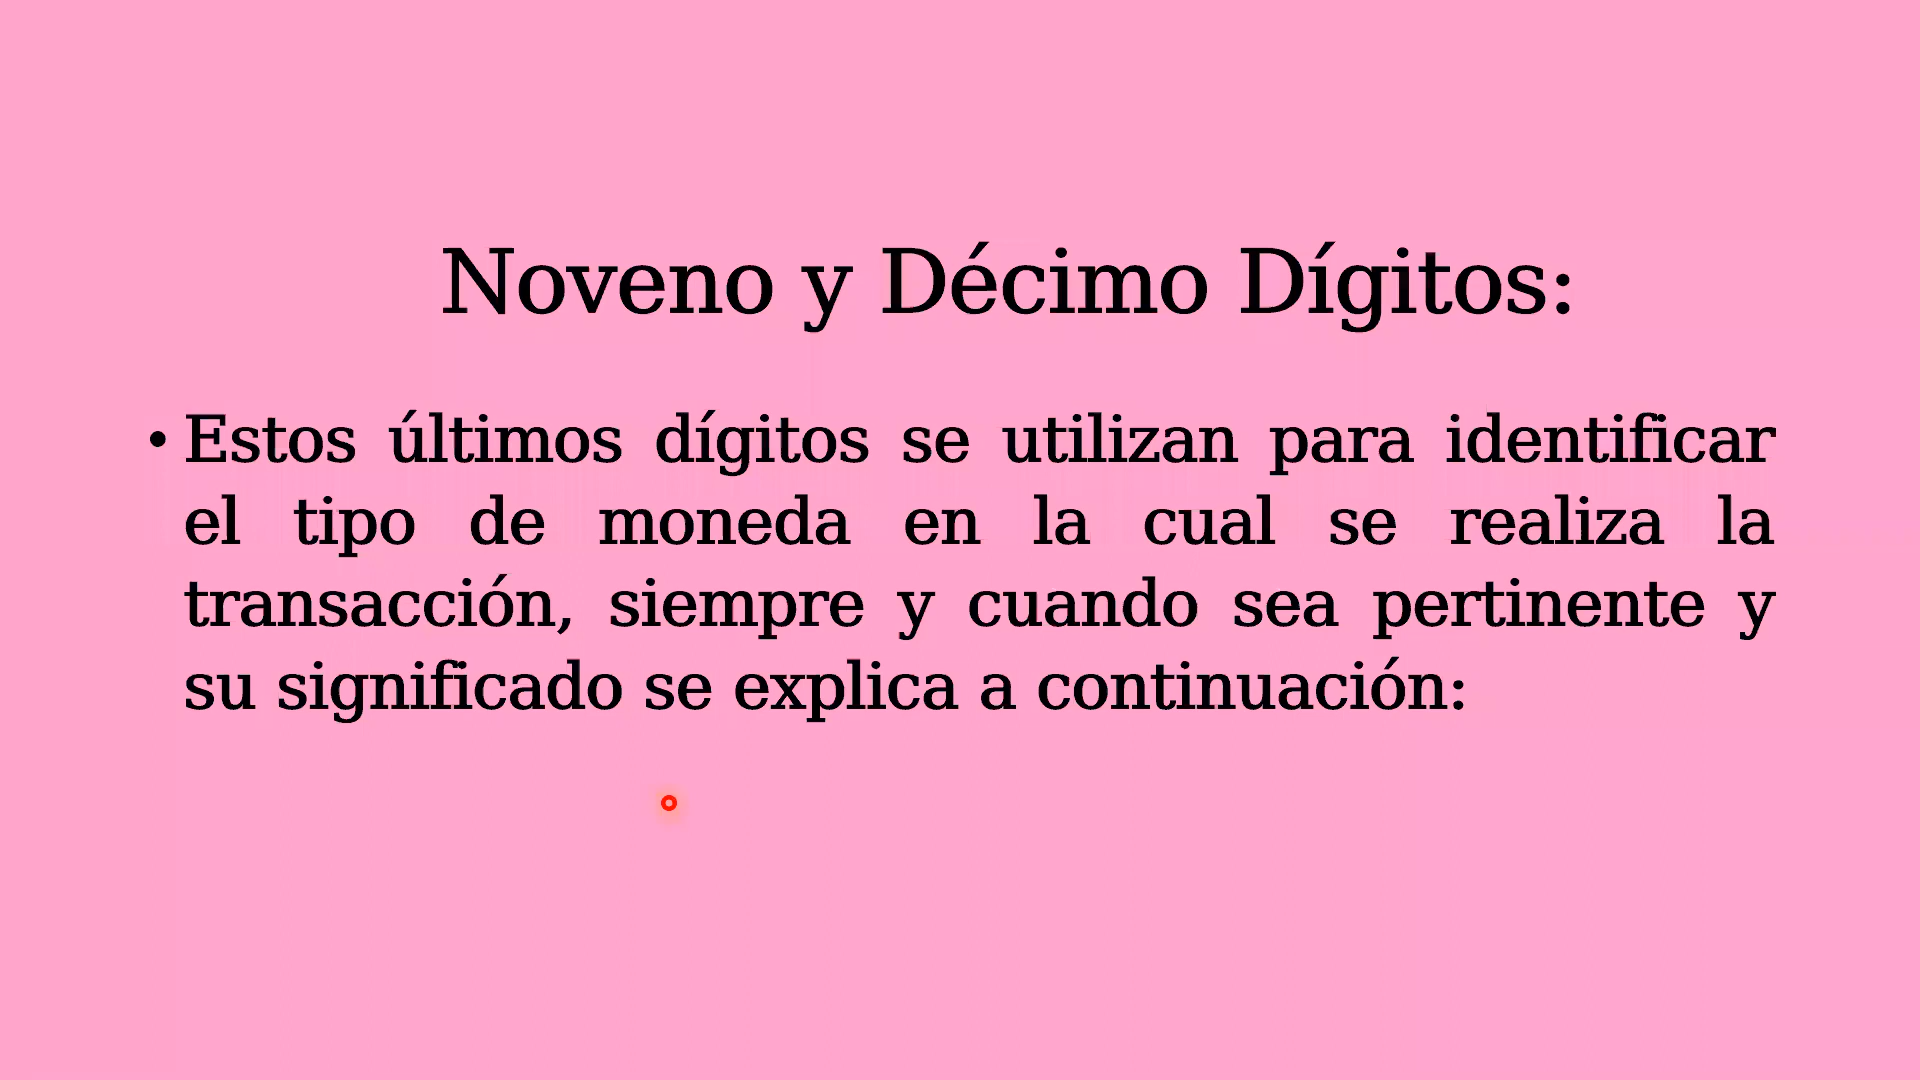 Noveno y Décimo Dígitos:
• Estos últimos dígitos se utilizan para identificar
el tipo de moneda en la cual se realiza la
transacción, siempre y cuando sea pertinente y
su significado se explica a continuación: